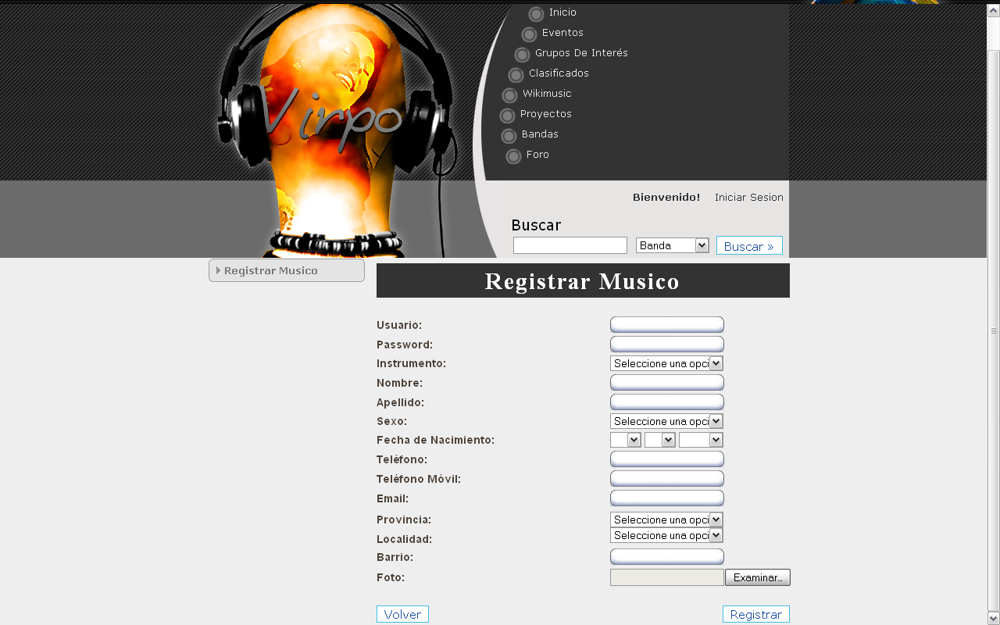 Inicio
Eventos
Grupos De Interés
Clasificados
Wikimusic
Proyectos
Bandas
Foro
Virpo
Bienvenido! Iniciar Sesion
Buscar
Banda Buscar »
Registrar Musico
Registrar Musico
Usuario:
Password:
Instrumento: Seleccione una opci
Nombre:
Apellido:
Sexo: Seleccione una opci
Fecha de Nacimiento:
Teléfono:
Teléfono Móvil:
Email:
Provincia: Seleccione una opci
Localidad: Seleccione una opci
Barrio:
Foto: Examinar...
Volver Registrar